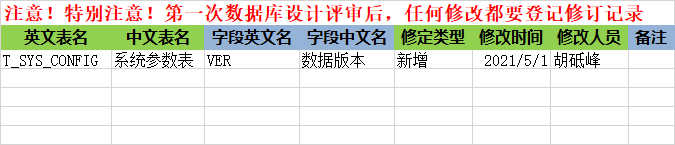 注意！特别注意！第一次数据库设计评审后，任何修改都要登记修订记录
英文表名 中文表名 字段英文名 字段中文名 修定类型 修改时间 修改人员 备注
T_SYS_CONFIG 系统参数表 VER 数据版本 新增 2021/5/1 胡砥峰